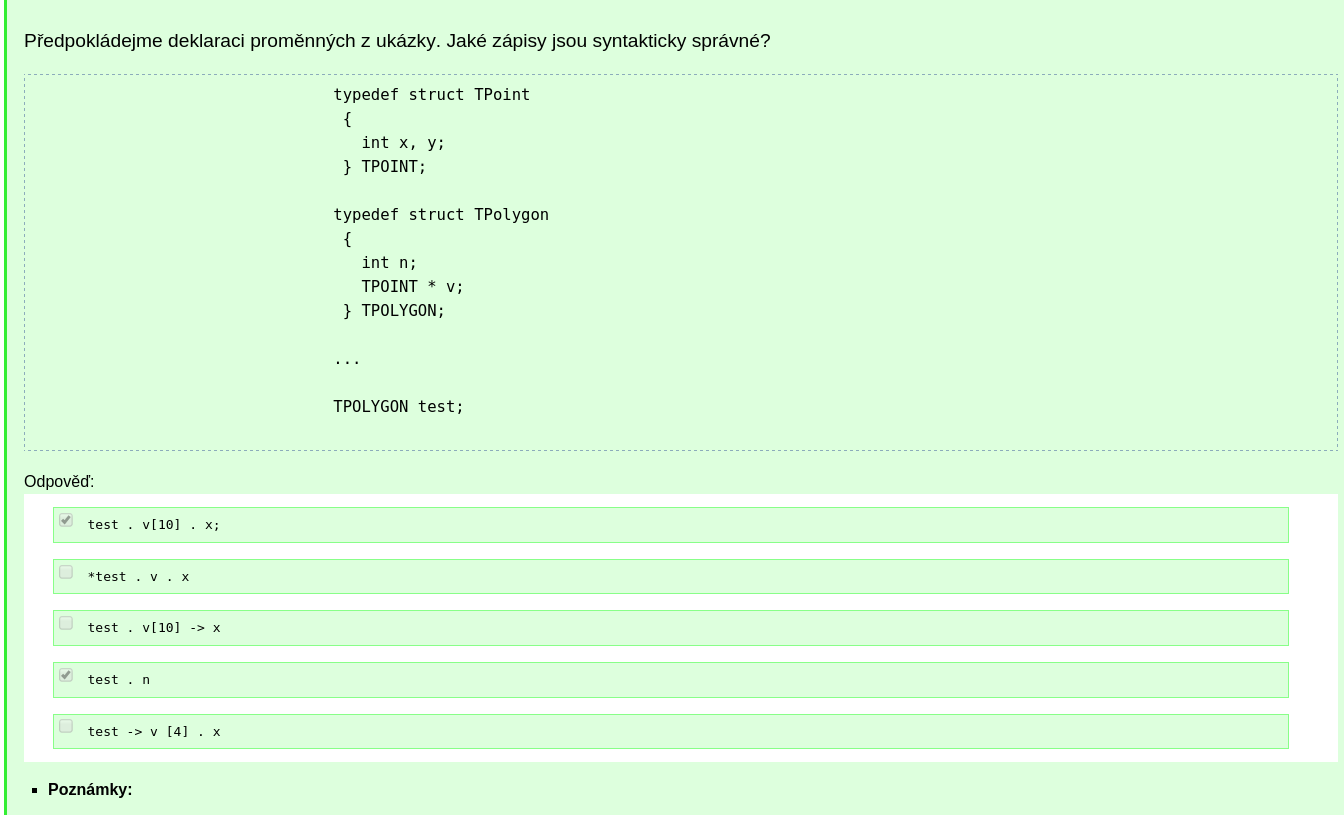 Předpokládejme deklaraci proměnných z ukázky. Jaké zápisy jsou syntakticky správné?
typedef struct TPoint
{
int x, y;
} TPOINT;
typedef struct TPolygon
{
int n;
TPOINT * v;
} TPOLYGON;
...
TPOLYGON test;
Odpověď:
test . v[10] . x;
*test . v . x
test . v[10] -> x
test . n
test -> v [4] . x
Poznámky: